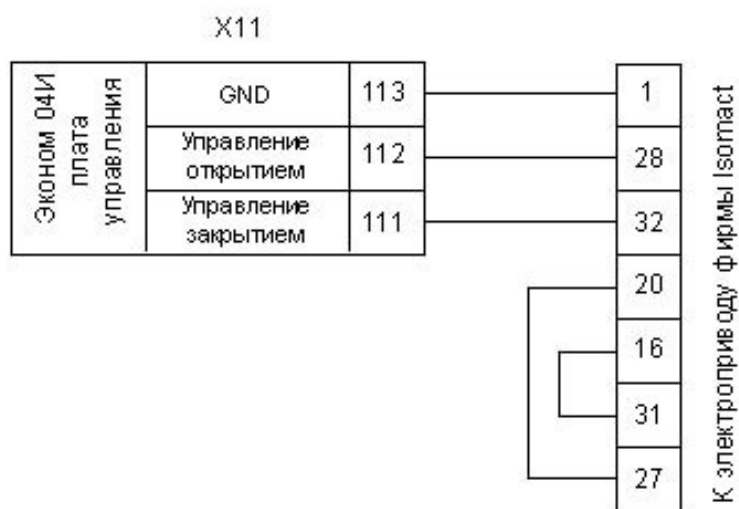 X11
Эконом 04И
плата
управления
GND 113
Управление
открытием 112
Управление
закрытием 111
1
28
32
20
16
31
27
К электроприводу фирмы Isomact